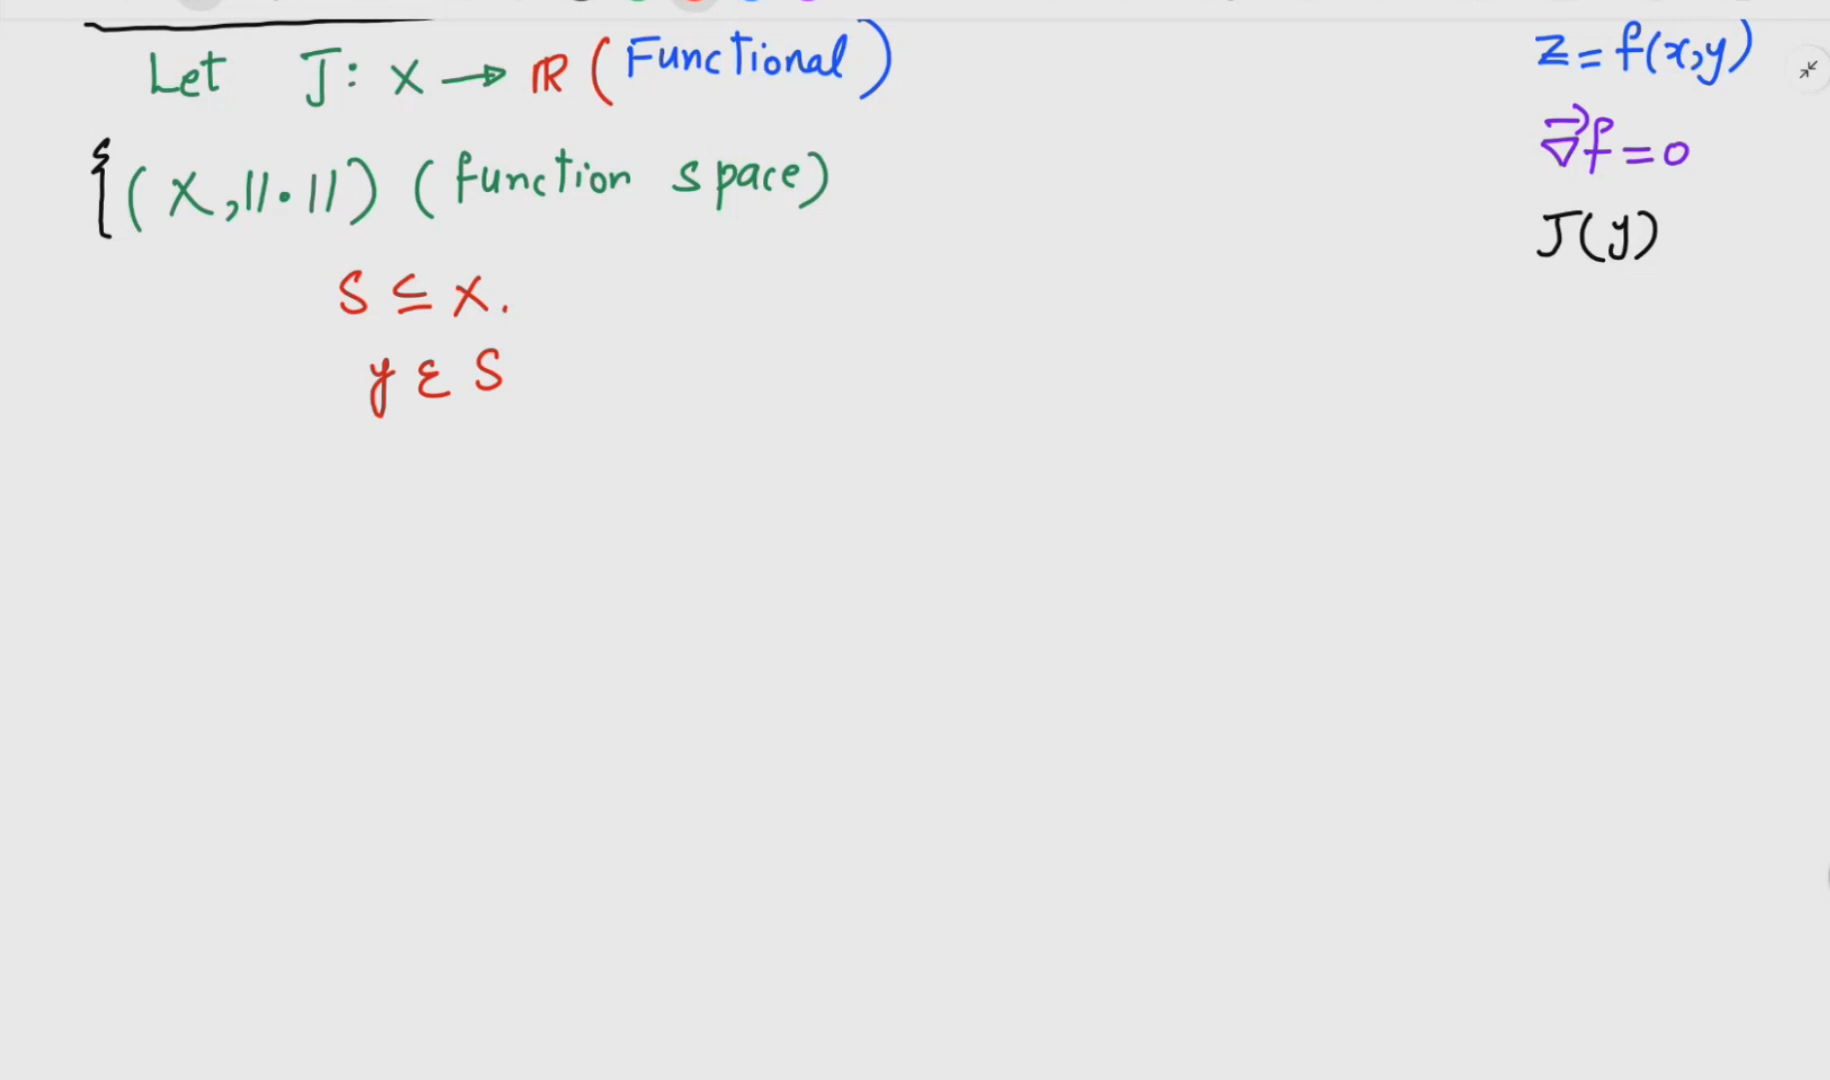 Let J: X → ℝ (Functional)
{(X, ||·||) (function space)
S ⊆ X.
y ε S
z = f(x,y)
∇⃗f = 0
J(y)